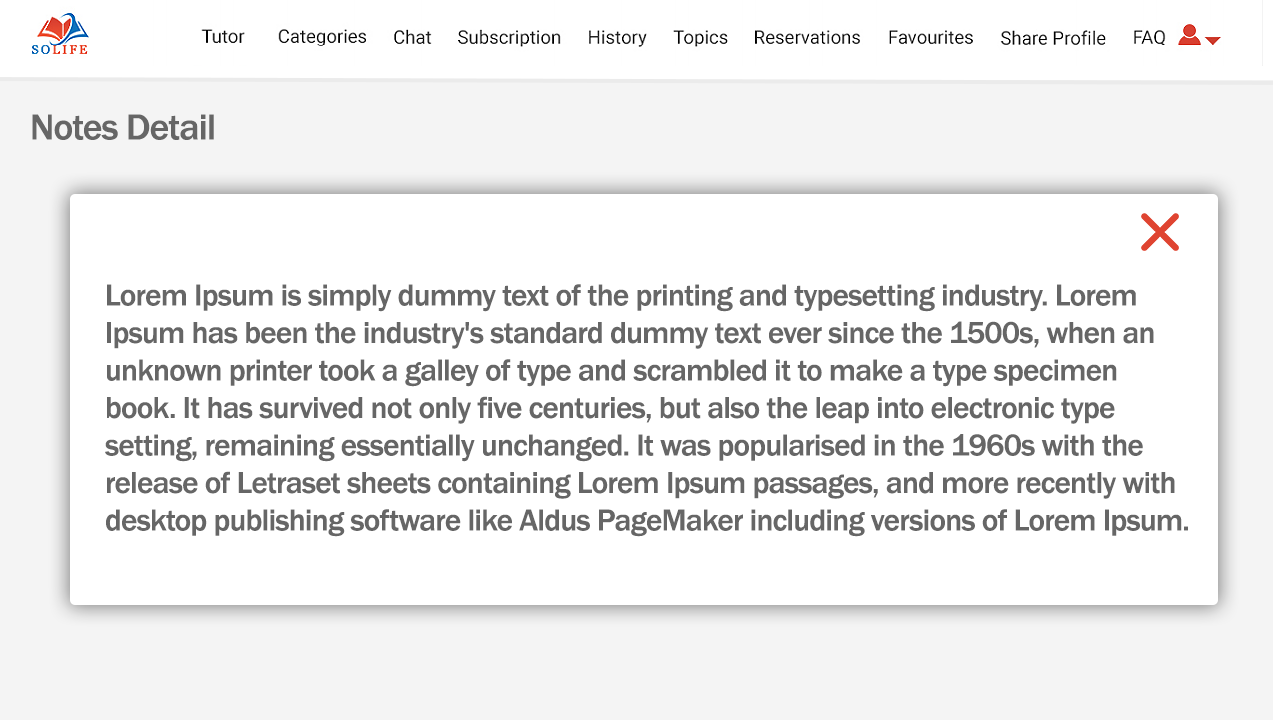 SOLIFE
Tutor Categories Chat Subscription History Topics Reservations Favourites Share Profile FAQ
Notes Detail
Lorem Ipsum is simply dummy text of the printing and typesetting industry. Lorem
Ipsum has been the industry's standard dummy text ever since the 1500s, when an
unknown printer took a galley of type and scrambled it to make a type specimen
book. It has survived not only five centuries, but also the leap into electronic type
setting, remaining essentially unchanged. It was popularised in the 1960s with the
release of Letraset sheets containing Lorem Ipsum passages, and more recently with
desktop publishing software like Aldus PageMaker including versions of Lorem Ipsum.